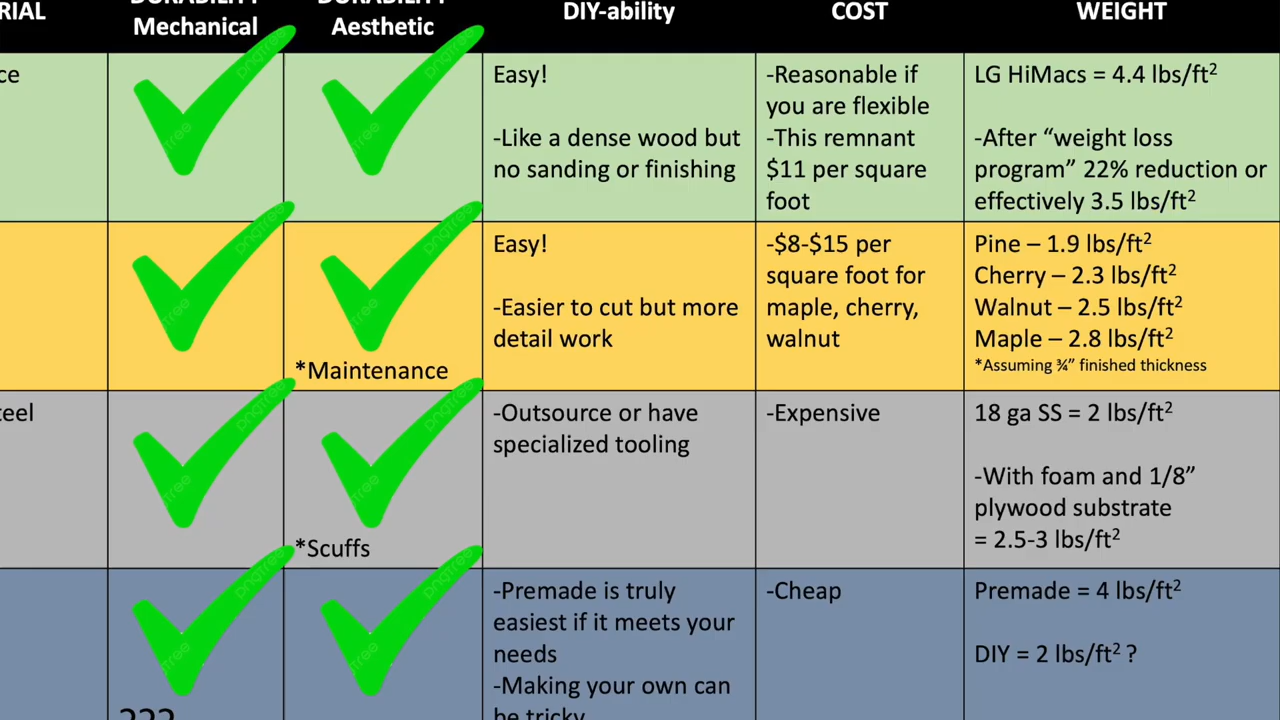 RIAL
DURABILITY
Mechanical
DURABILITY
Aesthetic
DIY-ability
COST
WEIGHT
ce
Easy!
-Like a dense wood but
no sanding or finishing
-Reasonable if
you are flexible
-This remnant
$11 per square
foot
LG HiMacs = 4.4 lbs/ft²
-After “weight loss
program” 22% reduction or
effectively 3.5 lbs/ft²
*Maintenance
Easy!
-Easier to cut but more
detail work
-$8-$15 per
square foot for
maple, cherry,
walnut
Pine – 1.9 lbs/ft²
Cherry – 2.3 lbs/ft²
Walnut – 2.5 lbs/ft²
Maple – 2.8 lbs/ft²
*Assuming ¾” finished thickness
teel
*Scuffs
-Outsource or have
specialized tooling
-Expensive
18 ga SS = 2 lbs/ft²
-With foam and 1/8”
plywood substrate
= 2.5-3 lbs/ft²
???
-Premade is truly
easiest if it meets your
needs
-Making your own can
be tricky
-Cheap
Premade = 4 lbs/ft²
DIY = 2 lbs/ft² ?